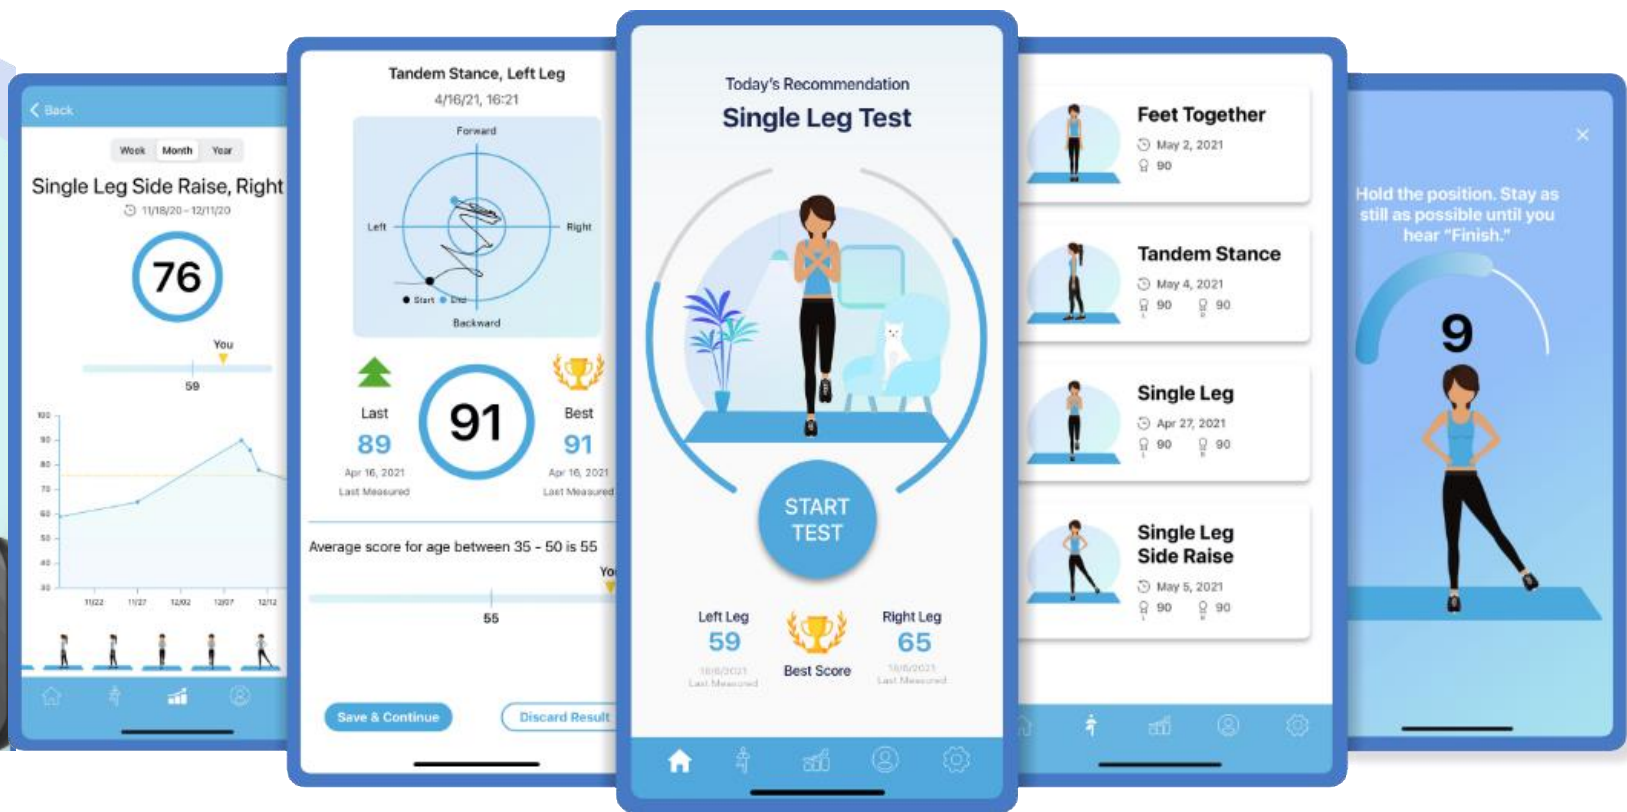 Back
Week Month Year
Single Leg Side Raise, Right
11/18/20 - 12/11/20
76
You
59
100
90
80
70
60
50
40
30
11/22 11/27 12/02 12/07 12/12
Tandem Stance, Left Leg
4/16/21, 16:21
Forward
Left Right
Start End
Backward
Last 91 Best
89 91
Apr 16, 2021 Apr 16, 2021
Last Measured Last Measured
Average score for age between 35 - 50 is 55
You
55
Save & Continue Discard Result
Today's Recommendation
Single Leg Test
START
TEST
Left Leg Right Leg
59 65
Best Score
10/6/2021 10/6/2021
Last Measured Last Measured
Feet Together
May 2, 2021
90
Tandem Stance
May 4, 2021
90 90
L R
Single Leg
Apr 27, 2021
90 90
L R
Single Leg
Side Raise
May 5, 2021
90 90
L R
Hold the position. Stay as
still as possible until you
hear "Finish."
9